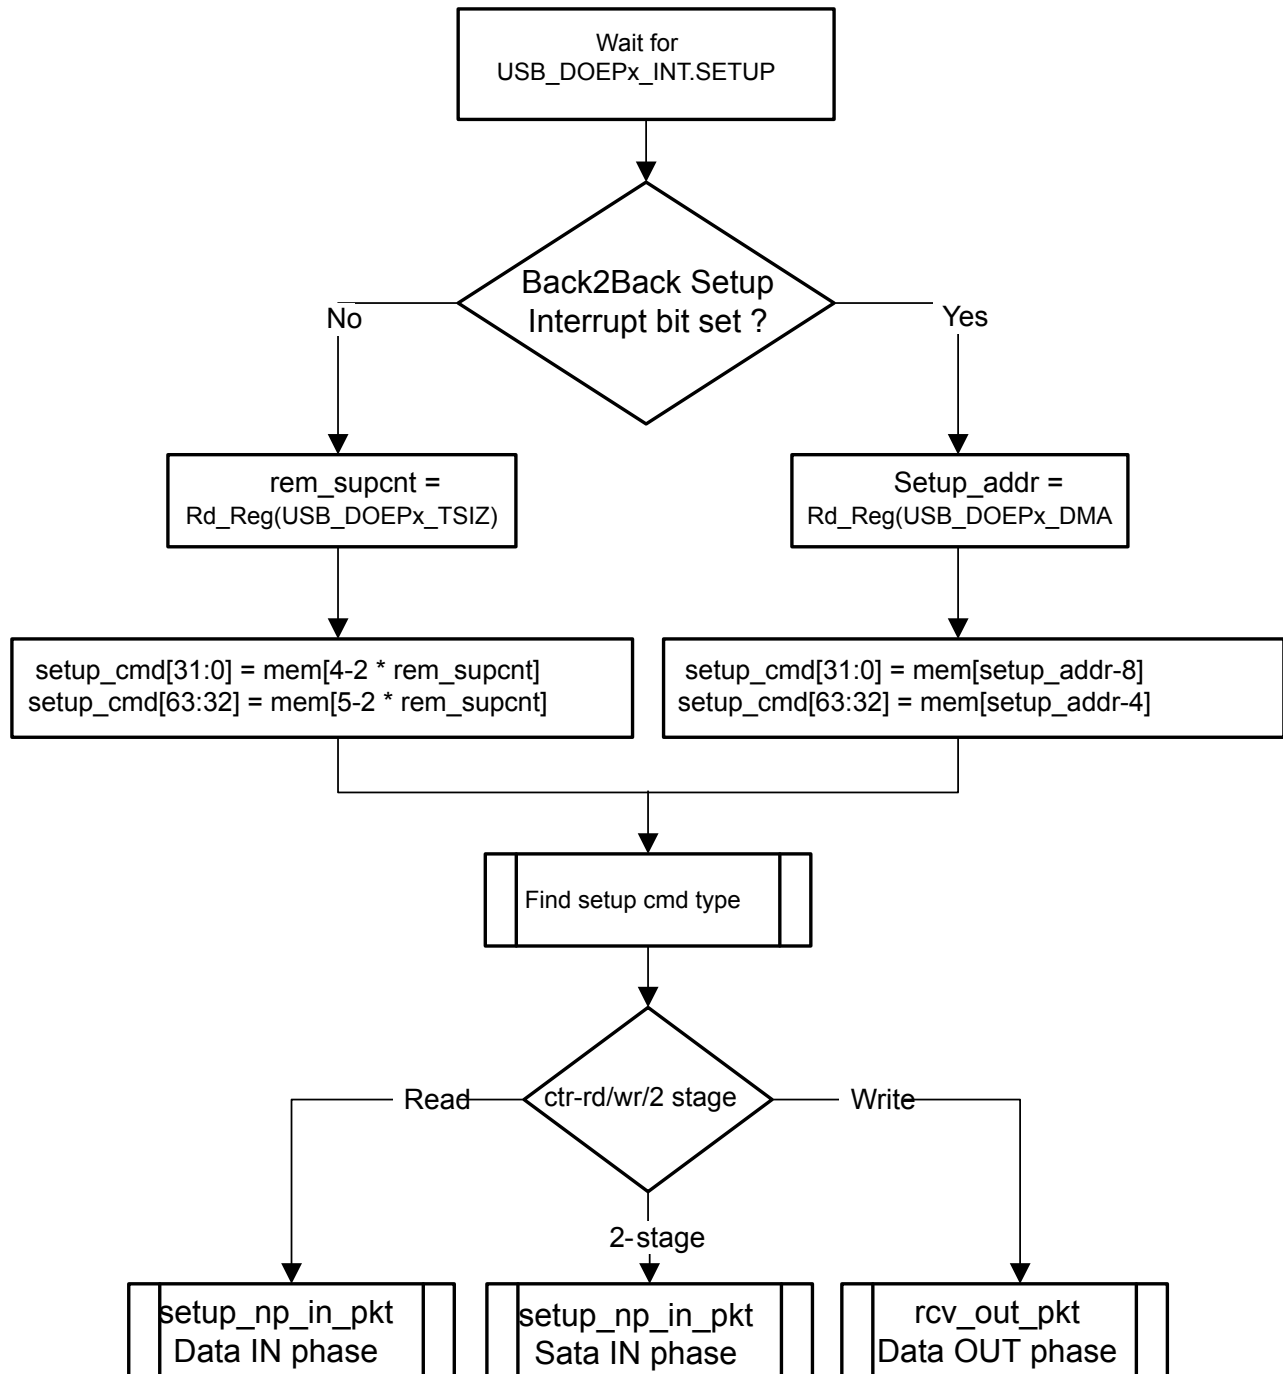 Wait for
USB_DOEPx_INT.SETUP
Back2Back Setup
Interrupt bit set ?
No
Yes
rem_supcnt =
Rd_Reg(USB_DOEPx_TSIZ)
Setup_addr =
Rd_Reg(USB_DOEPx_DMA
setup_cmd[31:0] = mem[4-2 * rem_supcnt]
setup_cmd[63:32] = mem[5-2 * rem_supcnt]
setup_cmd[31:0] = mem[setup_addr-8]
setup_cmd[63:32] = mem[setup_addr-4]
Find setup cmd type
ctr-rd/wr/2 stage
Read
Write
2-stage
setup_np_in_pkt
Data IN phase
setup_np_in_pkt
Sata IN phase
rcv_out_pkt
Data OUT phase